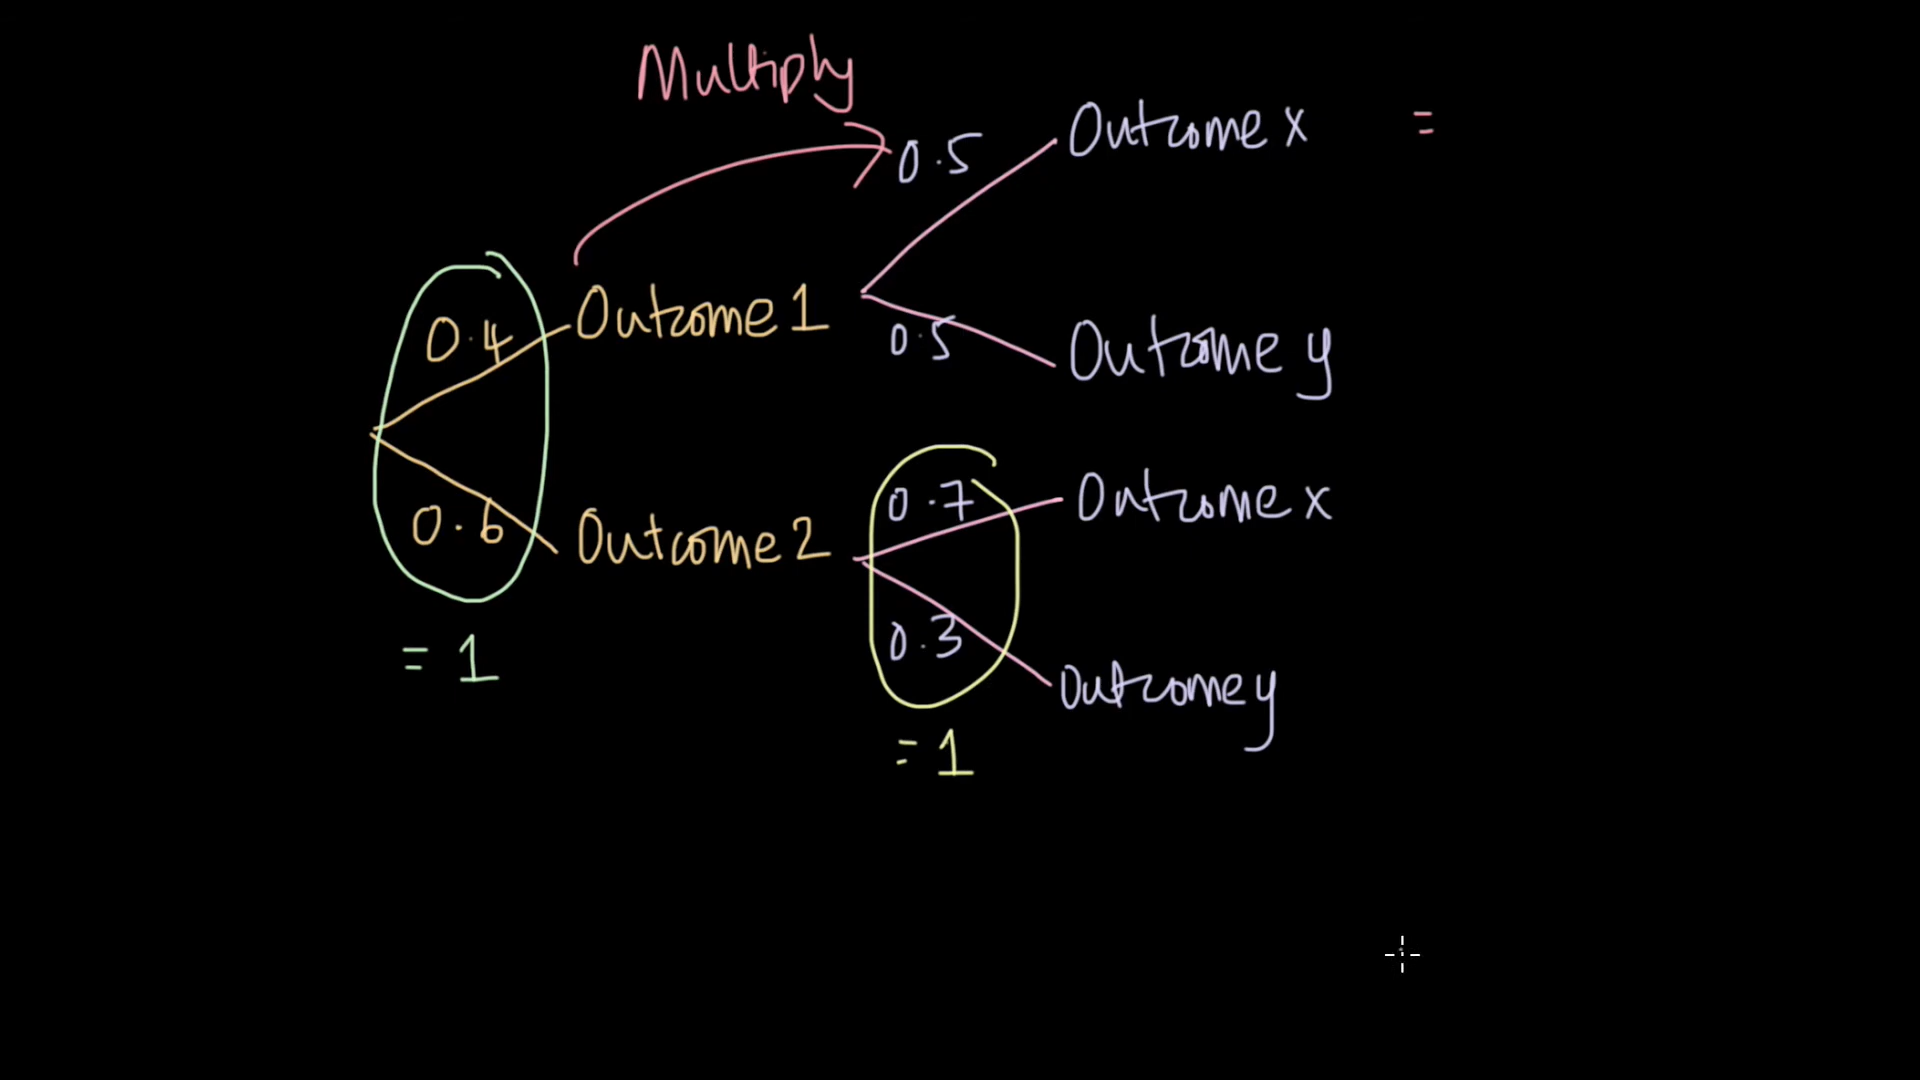 Multiply
0.5 Outcome x =
0.4 Outcome 1
0.5 Outcome y
0.7 Outcome x
0.6 Outcome 2
0.3 Outcome y
= 1
= 1